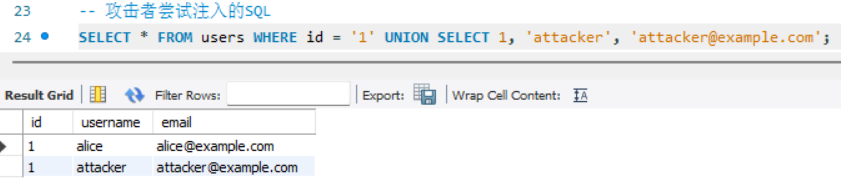 23 -- 攻击者尝试注入的SQL
24 SELECT * FROM users WHERE id = '1' UNION SELECT 1, 'attacker', 'attacker@example.com';
Result Grid Filter Rows: Export: Wrap Cell Content: IA
id username email
1 alice alice@example.com
1 attacker attacker@example.com